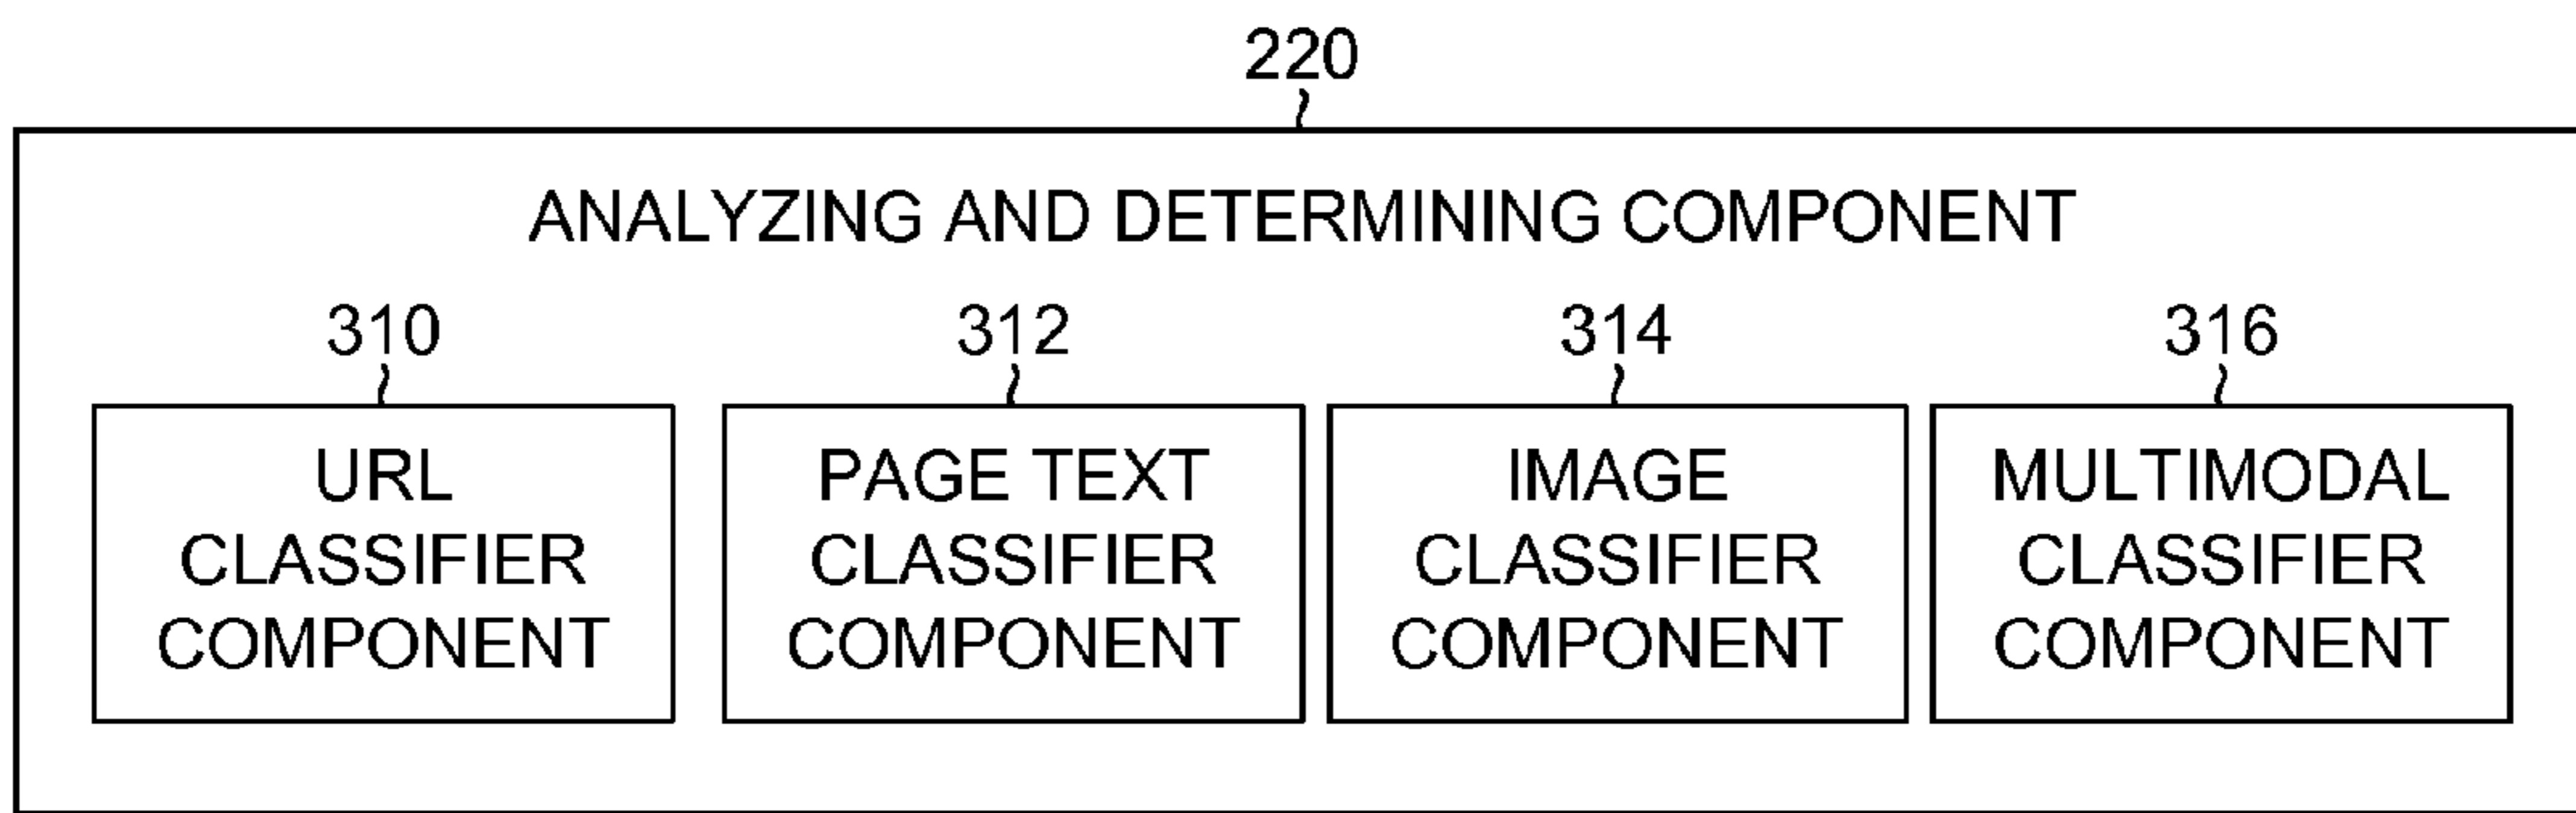 220
ANALYZING AND DETERMINING COMPONENT
310
URL
CLASSIFIER
COMPONENT
312
PAGE TEXT
CLASSIFIER
COMPONENT
314
IMAGE
CLASSIFIER
COMPONENT
316
MULTIMODAL
CLASSIFIER
COMPONENT